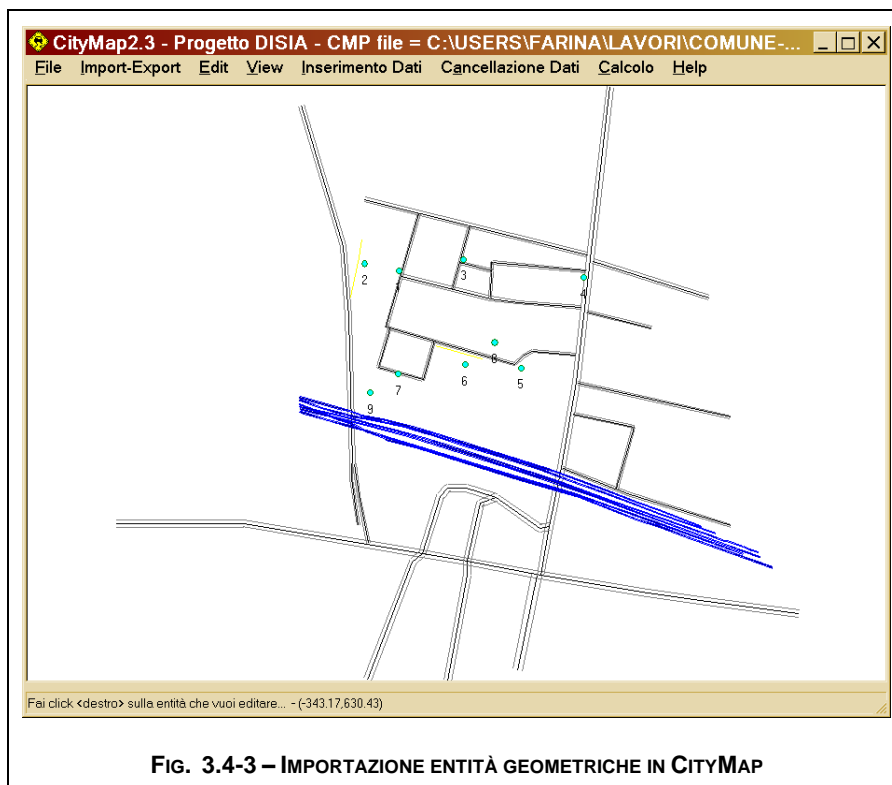 CityMap2.3 - Progetto DISIA - CMP file = C:\USERS\FARINA\LAVORI\COMUNE-...
File Import-Export Edit View Inserimento Dati Cancellazione Dati Calcolo Help
3
2
4
8
6
5
7
9
Fai click <destro> sulla entità che vuoi editare... - (-343.17,630.43)
FIG. 3.4-3 – IMPORTAZIONE ENTITÀ GEOMETRICHE IN CITYMAP